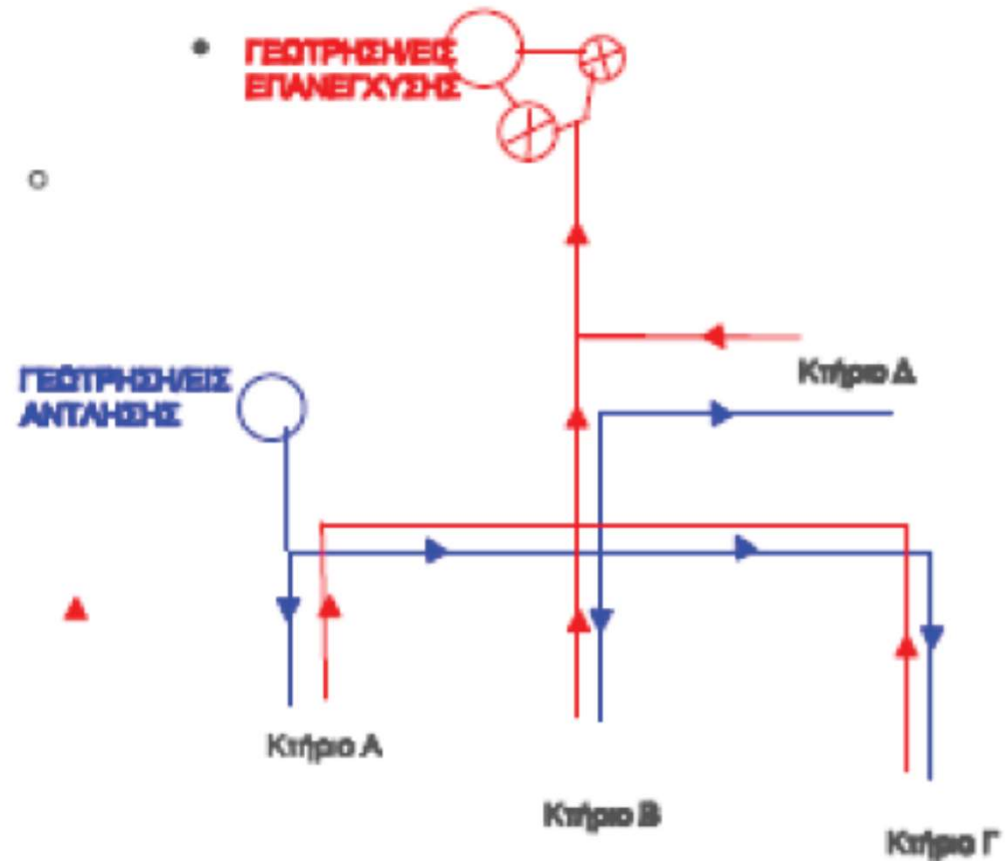 ΓΕΩΤΡΗΣΗ/ΕΙΣ
ΕΠΑΝΕΓΧΥΣΗΣ
ΓΕΩΤΡΗΣΗ/ΕΙΣ
ΑΝΤΛΗΣΗΣ
Κτήριο Δ
Κτήριο Α
Κτήριο Β
Κτήριο Γ